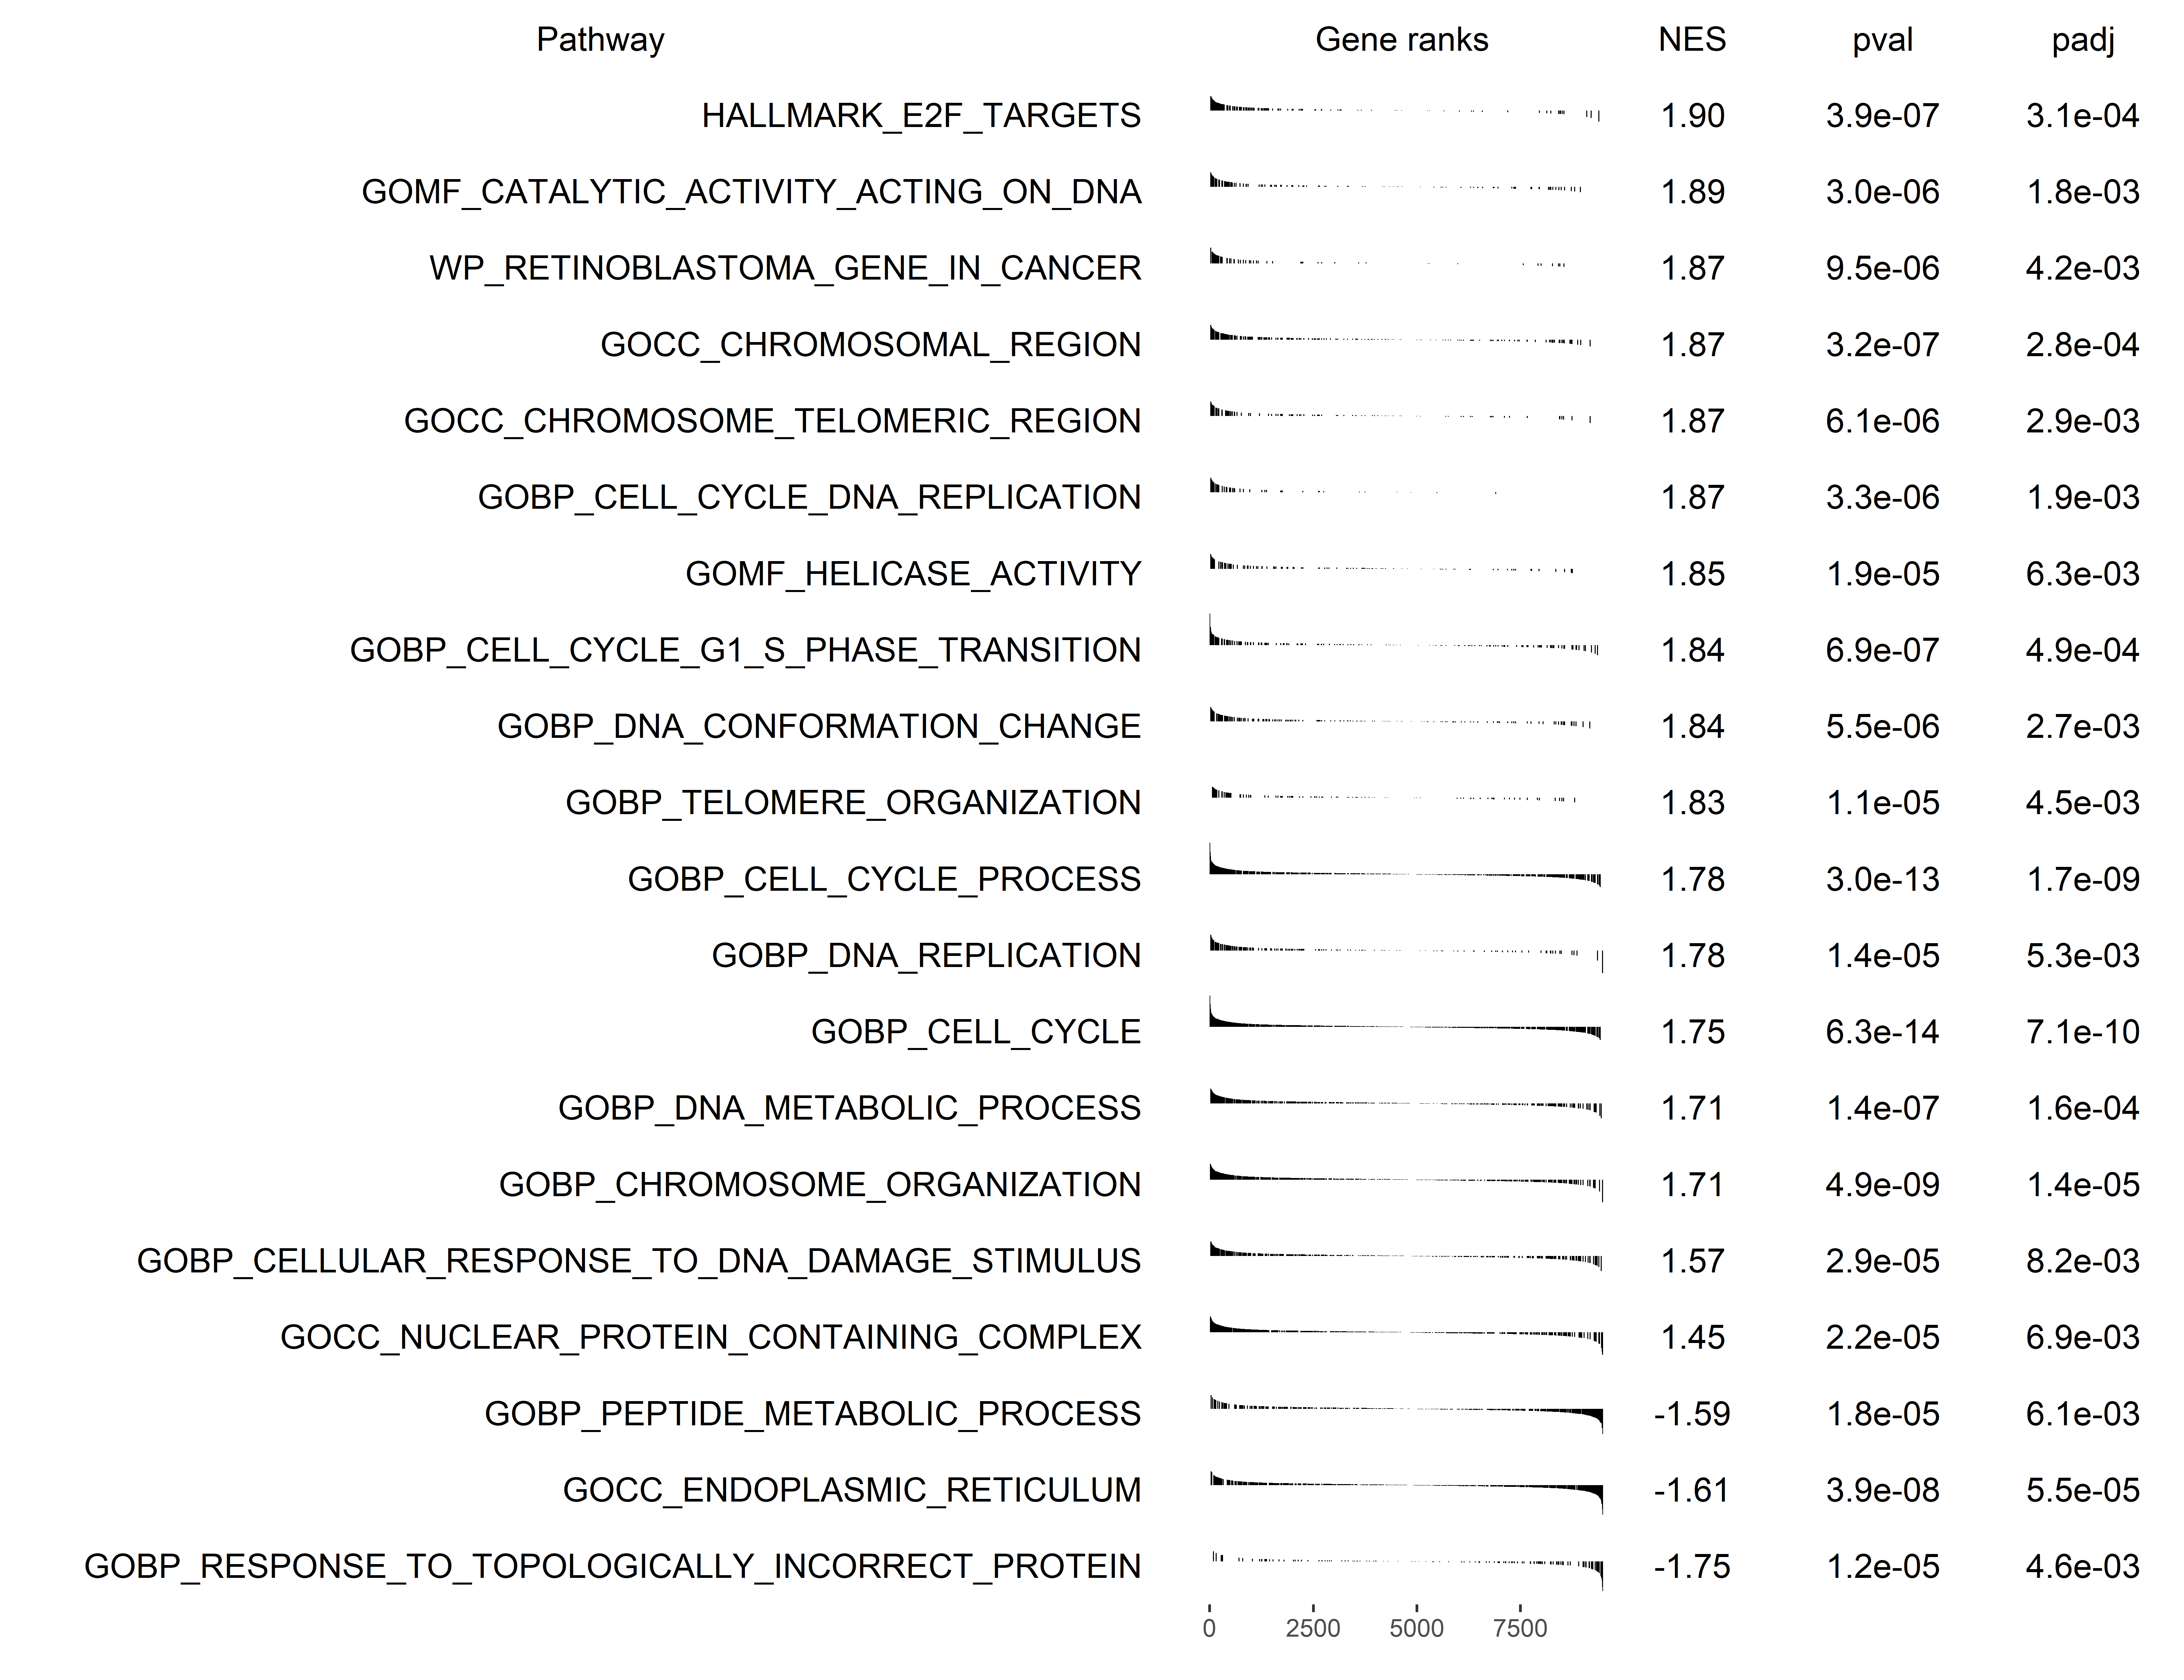 Pathway Gene ranks NES pval padj
HALLMARK_E2F_TARGETS 1.90 3.9e-07 3.1e-04
GOMF_CATALYTIC_ACTIVITY_ACTING_ON_DNA 1.89 3.0e-06 1.8e-03
WP_RETINOBLASTOMA_GENE_IN_CANCER 1.87 9.5e-06 4.2e-03
GOCC_CHROMOSOMAL_REGION 1.87 3.2e-07 2.8e-04
GOCC_CHROMOSOME_TELOMERIC_REGION 1.87 6.1e-06 2.9e-03
GOBP_CELL_CYCLE_DNA_REPLICATION 1.87 3.3e-06 1.9e-03
GOMF_HELICASE_ACTIVITY 1.85 1.9e-05 6.3e-03
GOBP_CELL_CYCLE_G1_S_PHASE_TRANSITION 1.84 6.9e-07 4.9e-04
GOBP_DNA_CONFORMATION_CHANGE 1.84 5.5e-06 2.7e-03
GOBP_TELOMERE_ORGANIZATION 1.83 1.1e-05 4.5e-03
GOBP_CELL_CYCLE_PROCESS 1.78 3.0e-13 1.7e-09
GOBP_DNA_REPLICATION 1.78 1.4e-05 5.3e-03
GOBP_CELL_CYCLE 1.75 6.3e-14 7.1e-10
GOBP_DNA_METABOLIC_PROCESS 1.71 1.4e-07 1.6e-04
GOBP_CHROMOSOME_ORGANIZATION 1.71 4.9e-09 1.4e-05
GOBP_CELLULAR_RESPONSE_TO_DNA_DAMAGE_STIMULUS 1.57 2.9e-05 8.2e-03
GOCC_NUCLEAR_PROTEIN_CONTAINING_COMPLEX 1.45 2.2e-05 6.9e-03
GOBP_PEPTIDE_METABOLIC_PROCESS -1.59 1.8e-05 6.1e-03
GOCC_ENDOPLASMIC_RETICULUM -1.61 3.9e-08 5.5e-05
GOBP_RESPONSE_TO_TOPOLOGICALLY_INCORRECT_PROTEIN -1.75 1.2e-05 4.6e-03
0 2500 5000 7500